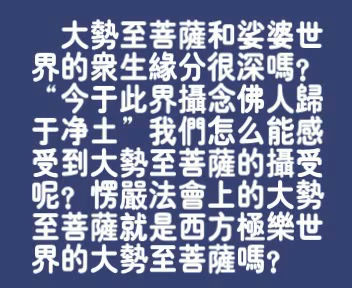 大勢至菩薩和娑婆世
界的衆生緣分很深嗎？
“今于此界攝念佛人歸
于净土”我們怎么能感
受到大勢至菩薩的攝受
呢？愣嚴法會上的大勢
至菩薩就是西方極樂世
界的大勢至菩薩嗎？